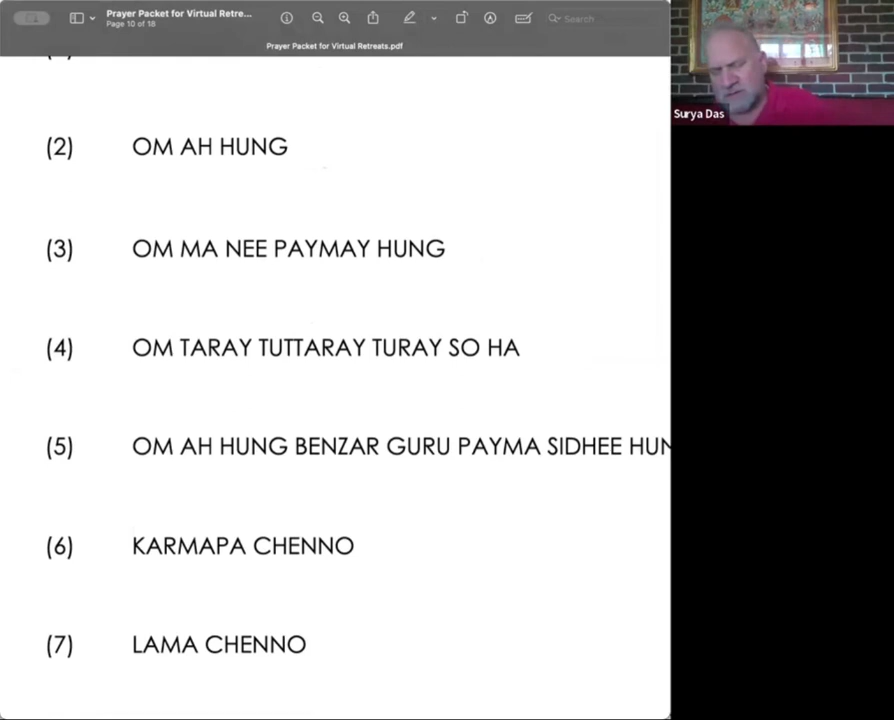 Prayer Packet for Virtual Retre...
Page 10 of 18
Search
Prayer Packet for Virtual Retreats.pdf
Surya Das
(2) OM AH HUNG
(3) OM MA NEE PAYMAY HUNG
(4) OM TARAY TUTTARAY TURAY SO HA
(5) OM AH HUNG BENZAR GURU PAYMA SIDHEE HUN
(6) KARMAPA CHENNO
(7) LAMA CHENNO